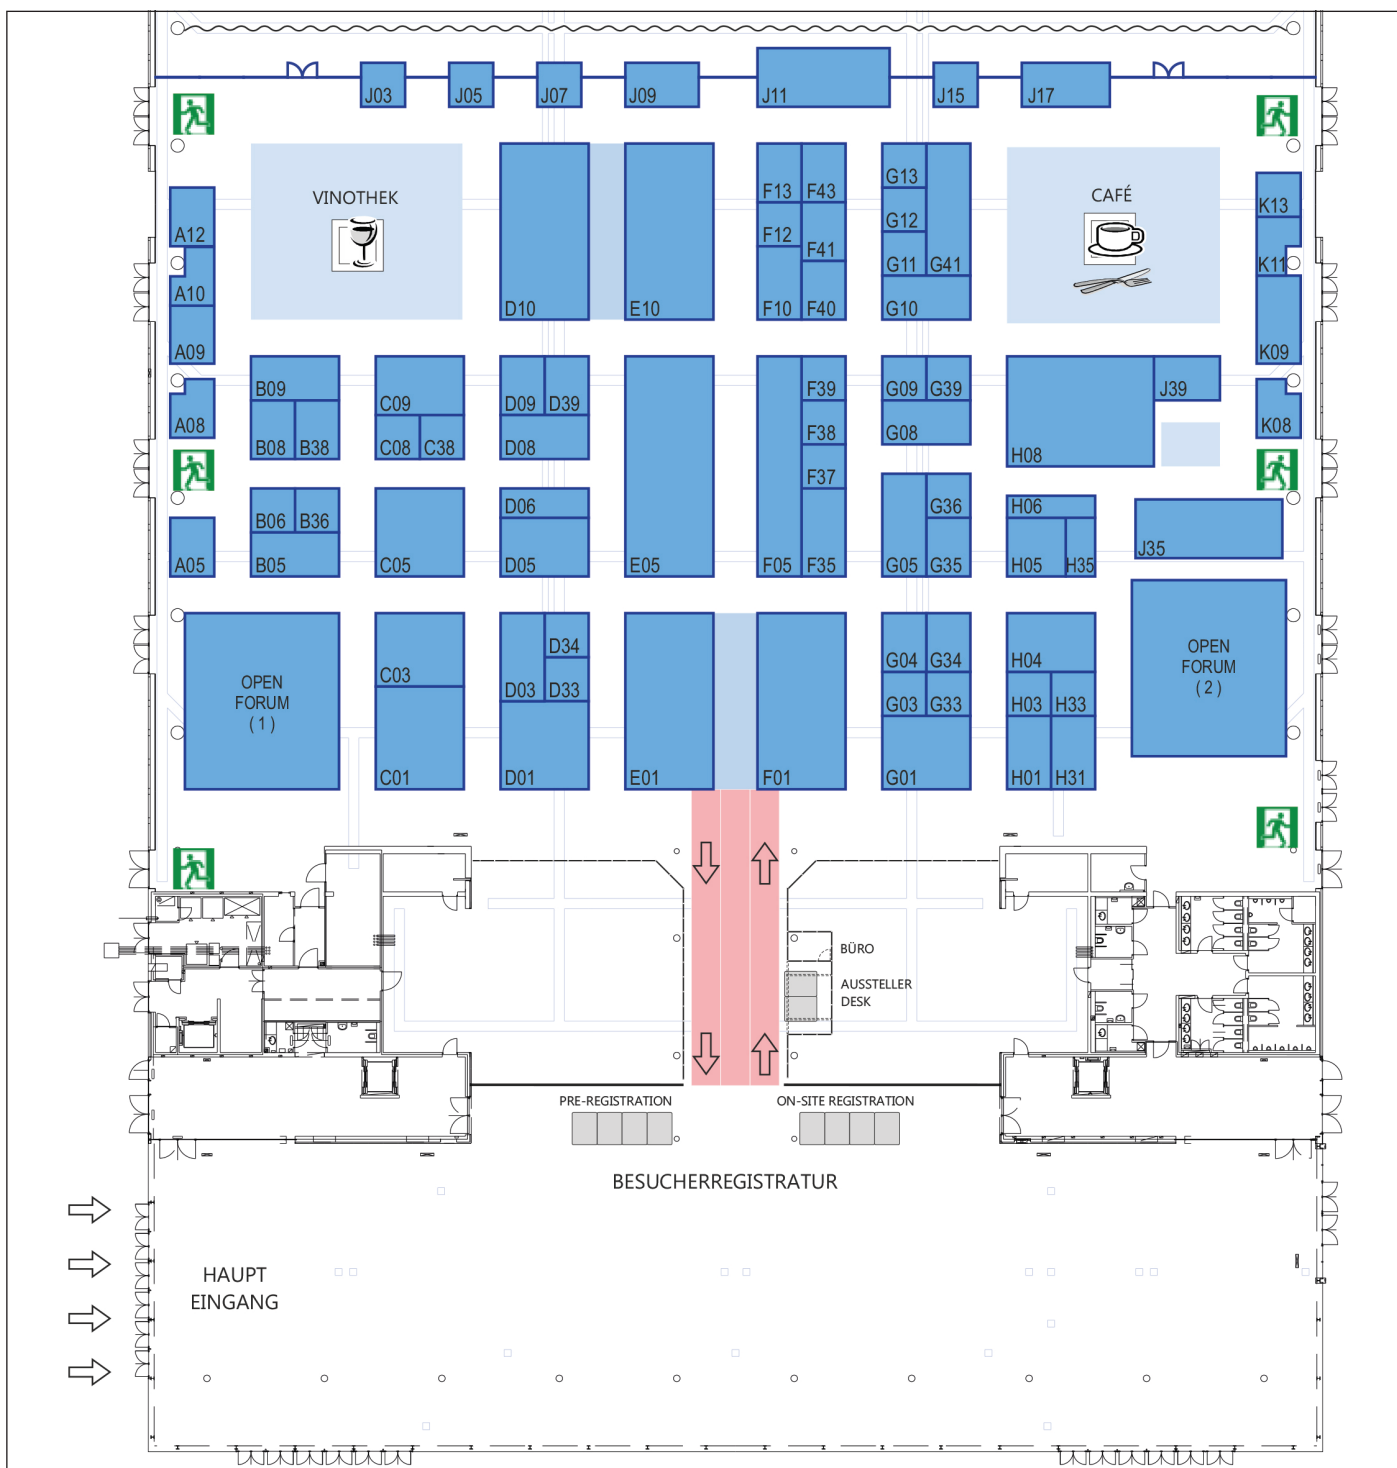 J03
J05
J07
J09
J11
J15
J17
VINOTHEK
CAFÉ
A12
A10
A09
A08
A05
D10
E10
F13
F43
F12
F41
F10
F40
G13
G12
G11
G41
G10
K13
K11
K09
K08
B09
B08
B38
C09
C08
C38
D09
D39
D08
F39
F38
F37
G09
G39
G08
H08
J39
B06
B36
B05
C05
D06
D05
E05
F05
F35
G05
G36
G35
H06
H05
H35
J35
OPEN
FORUM
( 1 )
C03
C01
D03
D34
D33
D01
E01
F01
G04
G34
G03
G33
G01
H04
H03
H33
H01
H31
OPEN
FORUM
( 2 )
BÜRO
AUSSTELLER
DESK
PRE-REGISTRATION
ON-SITE REGISTRATION
BESUCHERREGISTRATUR
HAUPT
EINGANG